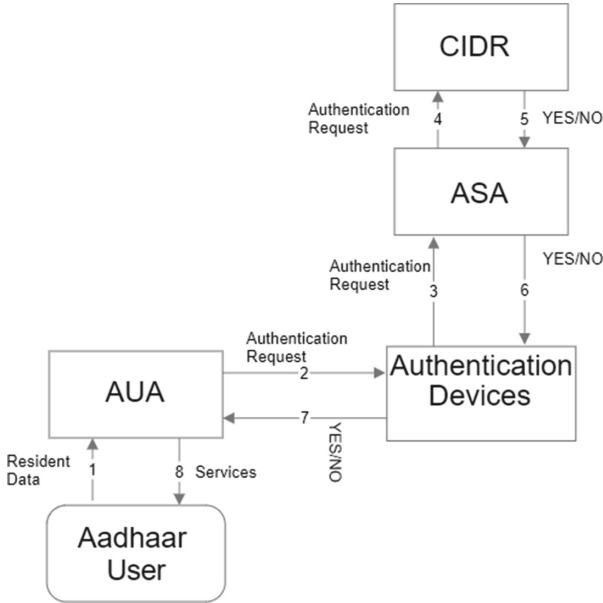 CIDR
Authentication
Request
4
5
YES/NO
ASA
Authentication
Request
3
6
YES/NO
Authentication
Request
2
AUA
Authentication
Devices
7
YES/NO
Resident
Data
1
8
Services
Aadhaar
User